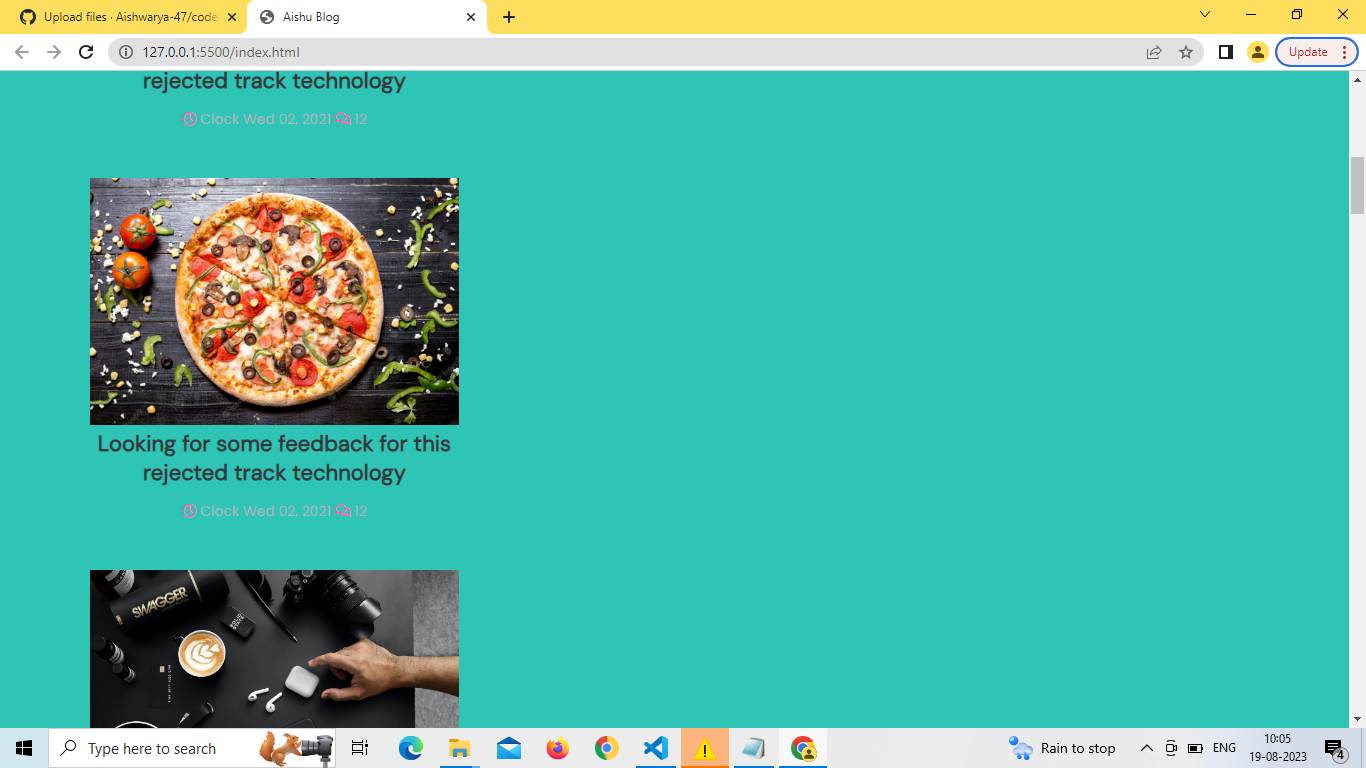 Upload files · Aishwarya-47/code
Aishu Blog
127.0.0.1:5500/index.html
Update
rejected track technology
Clock Wed 02, 2021 12
Looking for some feedback for this
rejected track technology
Clock Wed 02, 2021 12
SWAGGER
Type here to search
Rain to stop
ENG
10:05
19-08-2023
4